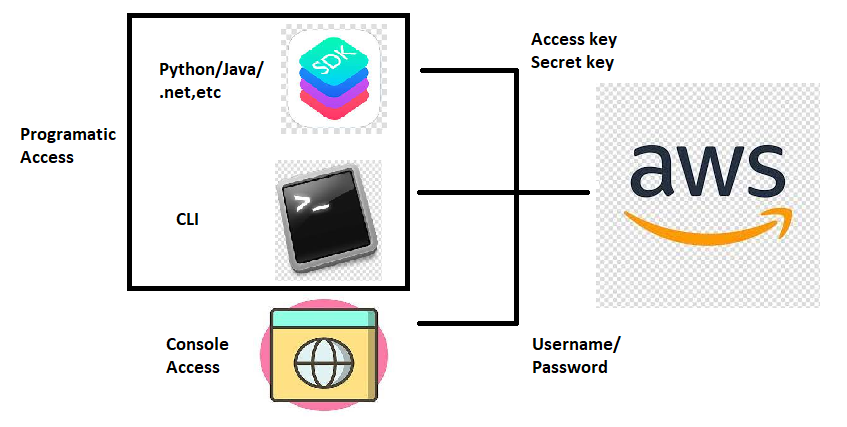 Programatic
Access
Python/Java/
.net,etc
SDK
CLI
>_
Console
Access
Access key
Secret key
Username/
Password
aws